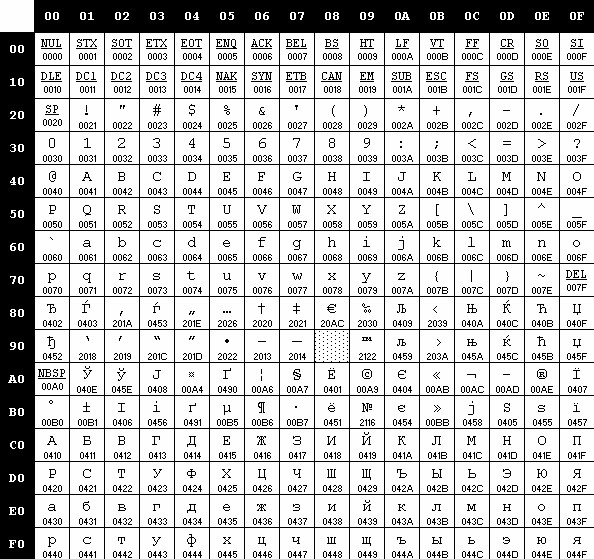 00 01 02 03 04 05 06 07 08 09 0A 0B 0C 0D 0E 0F
00 NUL STX SOT ETX EOT ENQ ACK BEL BS HT LF VT FF CR SO SI
0000 0001 0002 0003 0004 0005 0006 0007 0008 0009 000A 000B 000C 000D 000E 000F
10 DLE DC1 DC2 DC3 DC4 NAK SYN ETB CAN EM SUB ESC FS GS RS US
0010 0011 0012 0013 0014 0015 0016 0017 0018 0019 001A 001B 001C 001D 001E 001F
20 SP ! " # $ % & ' ( ) * + , - . /
0020 0021 0022 0023 0024 0025 0026 0027 0028 0029 002A 002B 002C 002D 002E 002F
30 0 1 2 3 4 5 6 7 8 9 : ; < = > ?
0030 0031 0032 0033 0034 0035 0036 0037 0038 0039 003A 003B 003C 003D 003E 003F
40 @ A B C D E F G H I J K L M N O
0040 0041 0042 0043 0044 0045 0046 0047 0048 0049 004A 004B 004C 004D 004E 004F
50 P Q R S T U V W X Y Z [ \ ] ^ _
0050 0051 0052 0053 0054 0055 0056 0057 0058 0059 005A 005B 005C 005D 005E 005F
60 ` a b c d e f g h i j k l m n o
0060 0061 0062 0063 0064 0065 0066 0067 0068 0069 006A 006B 006C 006D 006E 006F
70 p q r s t u v w x y z { | } ~ DEL
0070 0071 0072 0073 0074 0075 0076 0077 0078 0079 007A 007B 007C 007D 007E 007F
80 Ђ Ѓ ‚ ѓ „ … † ‡ € ‰ Љ ‹ Њ Ќ Ћ Џ
0402 0403 201A 0453 201E 2026 2020 2021 20AC 2030 0409 2039 040A 040C 040B 040F
90 ђ ‘ ’ “ ” • – — ™ љ › њ ќ ћ џ
0452 2018 2019 201C 201D 2022 2013 2014 2122 0459 203A 045A 045C 045B 045F
A0 NBSP Ў ў Ј ¤ Ґ ¦ § Ё © Є « ¬ - ® Ї
00A0 040E 045E 0408 00A4 0490 00A6 00A7 0401 00A9 0404 00AB 00AC 00AD 00AE 0407
B0 ° ± І і ґ µ ¶ · ё № є » ј Ѕ ѕ ї
00B0 00B1 0406 0456 0491 00B5 00B6 00B7 0451 2116 0454 00BB 0458 0405 0455 0457
C0 А Б В Г Д Е Ж З И Й К Л М Н О П
0410 0411 0412 0413 0414 0415 0416 0417 0418 0419 041A 041B 041C 041D 041E 041F
D0 Р С Т У Ф Х Ц Ч Ш Щ Ъ Ы Ь Э Ю Я
0420 0421 0422 0423 0424 0425 0426 0427 0428 0429 042A 042B 042C 042D 042E 042F
E0 а б в г д е ж з и й к л м н о п
0430 0431 0432 0433 0434 0435 0436 0437 0438 0439 043A 043B 043C 043D 043E 043F
F0 р с т у ф х ц ч ш щ ъ ы ь э ю я
0440 0441 0442 0443 0444 0445 0446 0447 0448 0449 044A 044B 044C 044D 044E 044F